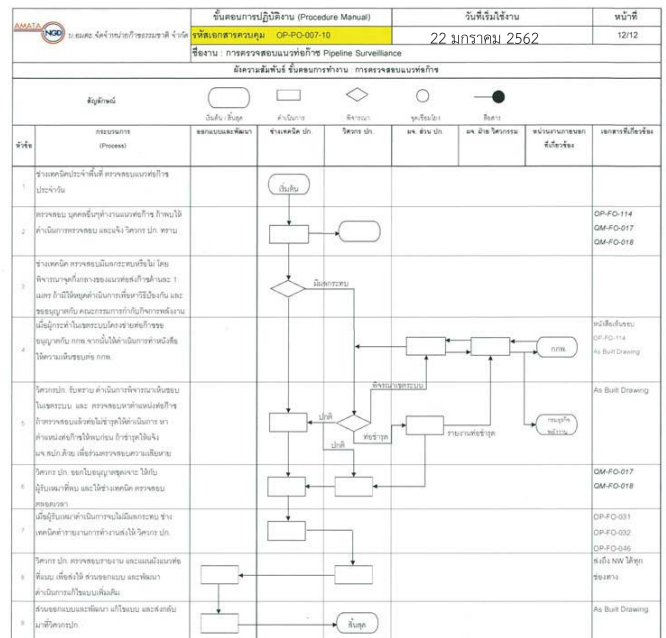 AMATA NGD บ.อมตะ จัดจำหน่ายก๊าซธรรมชาติ จำกัด
ขั้นตอนการปฏิบัติงาน (Procedure Manual)
วันที่เริ่มใช้งาน
หน้าที่
รหัสเอกสารควบคุม OP-PO-007-10
22 มกราคม 2562
12/12
ชื่องาน : การตรวจสอบแนวท่อก๊าซ Pipeline Surveillance
ผังความสัมพันธ์ ขั้นตอนการทำงาน : การตรวจสอบแนวท่อก๊าซ
สัญลักษณ์
เริ่มต้น / สิ้นสุด
ดำเนินการ
พิจารณา
จุดเชื่อมโยง
สื่อสาร
หัวข้อ
กระบวนการ
(Process)
ออกแบบและพัฒนา
ช่างเทคนิค ปก.
วิศวกร ปก.
ผจ. ส่วน ปก.
ผจ. ฝ่าย วิศวกรรม
หน่วยงานภายนอก
ที่เกี่ยวข้อง
เอกสารที่เกี่ยวข้อง
1
ช่างเทคนิคประจำพื้นที่ ตรวจสอบแนวท่อก๊าซ
ประจำวัน
เริ่มต้น
2
ตรวจสอบ บุคคลอื่นๆทำงานแนวท่อก๊าซ ถ้าพบให้
ดำเนินการตรวจสอบ และแจ้ง วิศวกร ปก. ทราบ
OP-FO-114
QM-FO-017
QM-FO-018
3
ช่างเทคนิค ตรวจสอบมีผลกระทบหรือไม่ โดย
พิจารณาจุดกึ่งกลางของแนวท่อส่งก๊าซด้านละ 1
เมตร ถ้ามีให้หยุดดำเนินการเพื่อหาวิธีป้องกัน และ
ขออนุญาตกับ คณะกรรมการกำกับกิจการพลังงาน
มีผลกระทบ
4
เมื่อผู้กระทำในเขตระบบโครงข่ายท่อก๊าซขอ
อนุญาตกับ กกพ.จากนั้นให้ดำเนินการทำหนังสือ
ให้ความเห็นชอบต่อ กกพ.
กกพ.
หนังสือเห็นชอบ
OP-FO-114
As Built Drawing
5
วิศวกรปก. รับทราบ ดำเนินการพิจารณาเห็นชอบ
ในเขตระบบ และ ตรวจสอบหาตำแหน่งท่อก๊าซ
ถ้าตรวจสอบแล้วท่อไม่ชำรุดให้ดำเนินการ หา
ตำแหน่งท่อก๊าซให้พบก่อน ถ้าชำรุดให้แจ้ง
ผจ.สปก.ด้วย เพื่อร่วมตรวจสอบความเสียหาย
พิจารณาเขตระบบ
ปกติ
ท่อชำรุด
รายงานท่อชำรุด
ปกติ
กรมธุรกิจ
พลังงาน
As Built Drawing
6
วิศวกร ปก. ออกใบอนุญาตขุดเจาะ ให้กับ
ผู้รับเหมาที่พบ และให้ช่างเทคนิค ตรวจสอบ
ตลอดเวลา
QM-FO-017
QM-FO-018
7
เมื่อผู้รับเหมาดำเนินการจบไม่มีผลกระทบ ช่าง
เทคนิคทำรายงานการทำงานส่งให้ วิศวกร ปก.
OP-FO-031
OP-FO-032
OP-FO-046
8
วิศวกร ปก. ตรวจสอบรายงาน และแผนผังแนวท่อ
ที่แนบ เพื่อส่งให้ ส่วนออกแบบ และพัฒนา
ดำเนินการแก้ไขแบบเพิ่มเติม
ส่งถึง NW ได้ทุก
ช่องทาง
9
ส่วนออกแบบและพัฒนา แก้ไขแบบ และส่งกลับ
มาที่วิศวกรปก.
สิ้นสุด
As Built Drawing